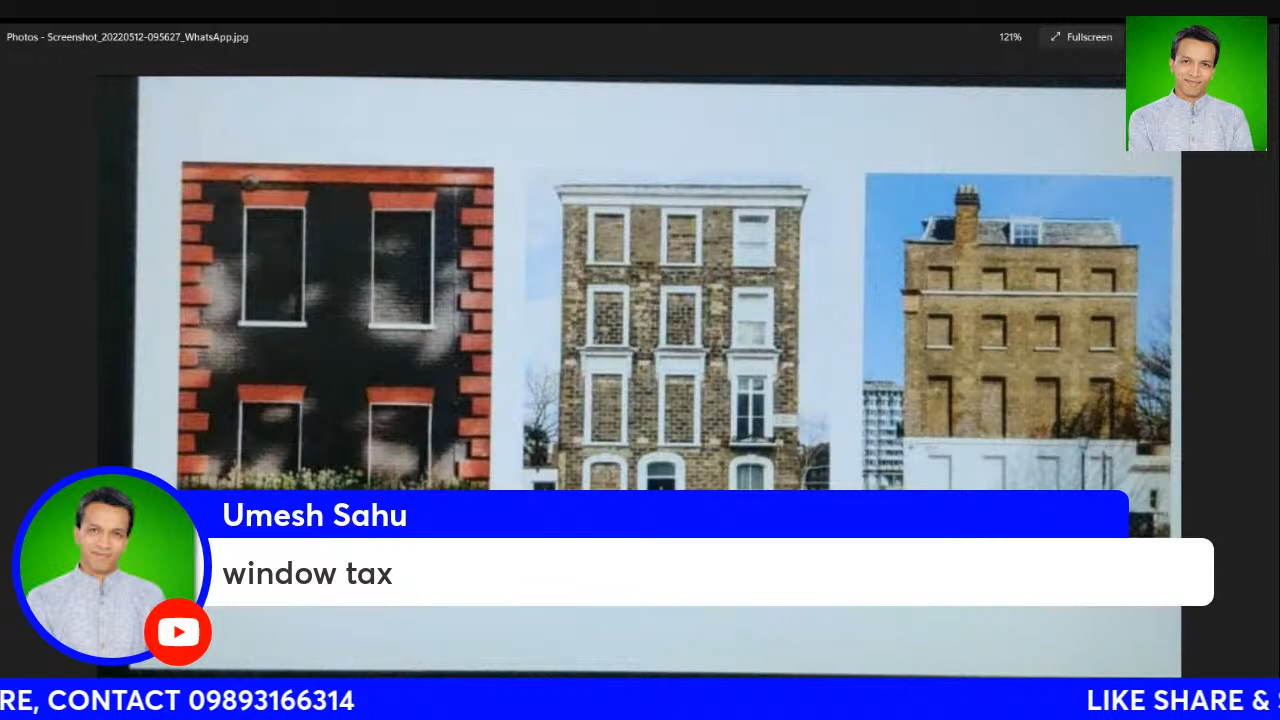 Photos - Screenshot_20220512-095627_WhatsApp.jpg
121%
Fullscreen
Umesh Sahu
window tax
RE, CONTACT 09893166314
LIKE SHARE & S